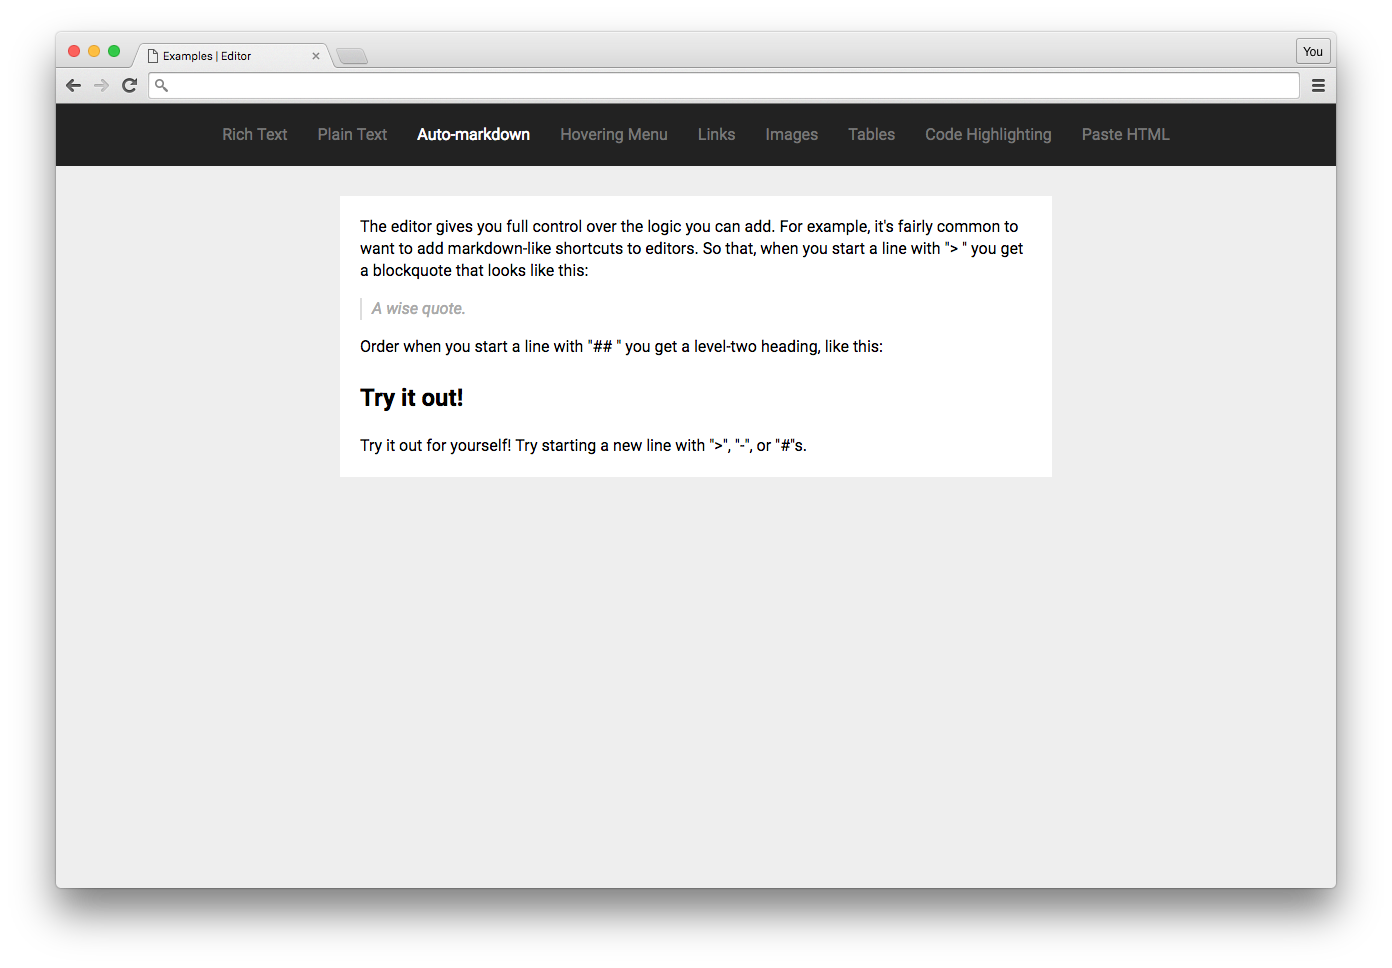 Examples | Editor
You
Rich Text Plain Text Auto-markdown Hovering Menu Links Images Tables Code Highlighting Paste HTML
The editor gives you full control over the logic you can add. For example, it's fairly common to
want to add markdown-like shortcuts to editors. So that, when you start a line with "> " you get
a blockquote that looks like this:
A wise quote.
Order when you start a line with "## " you get a level-two heading, like this:
Try it out!
Try it out for yourself! Try starting a new line with ">", "-", or "#"s.